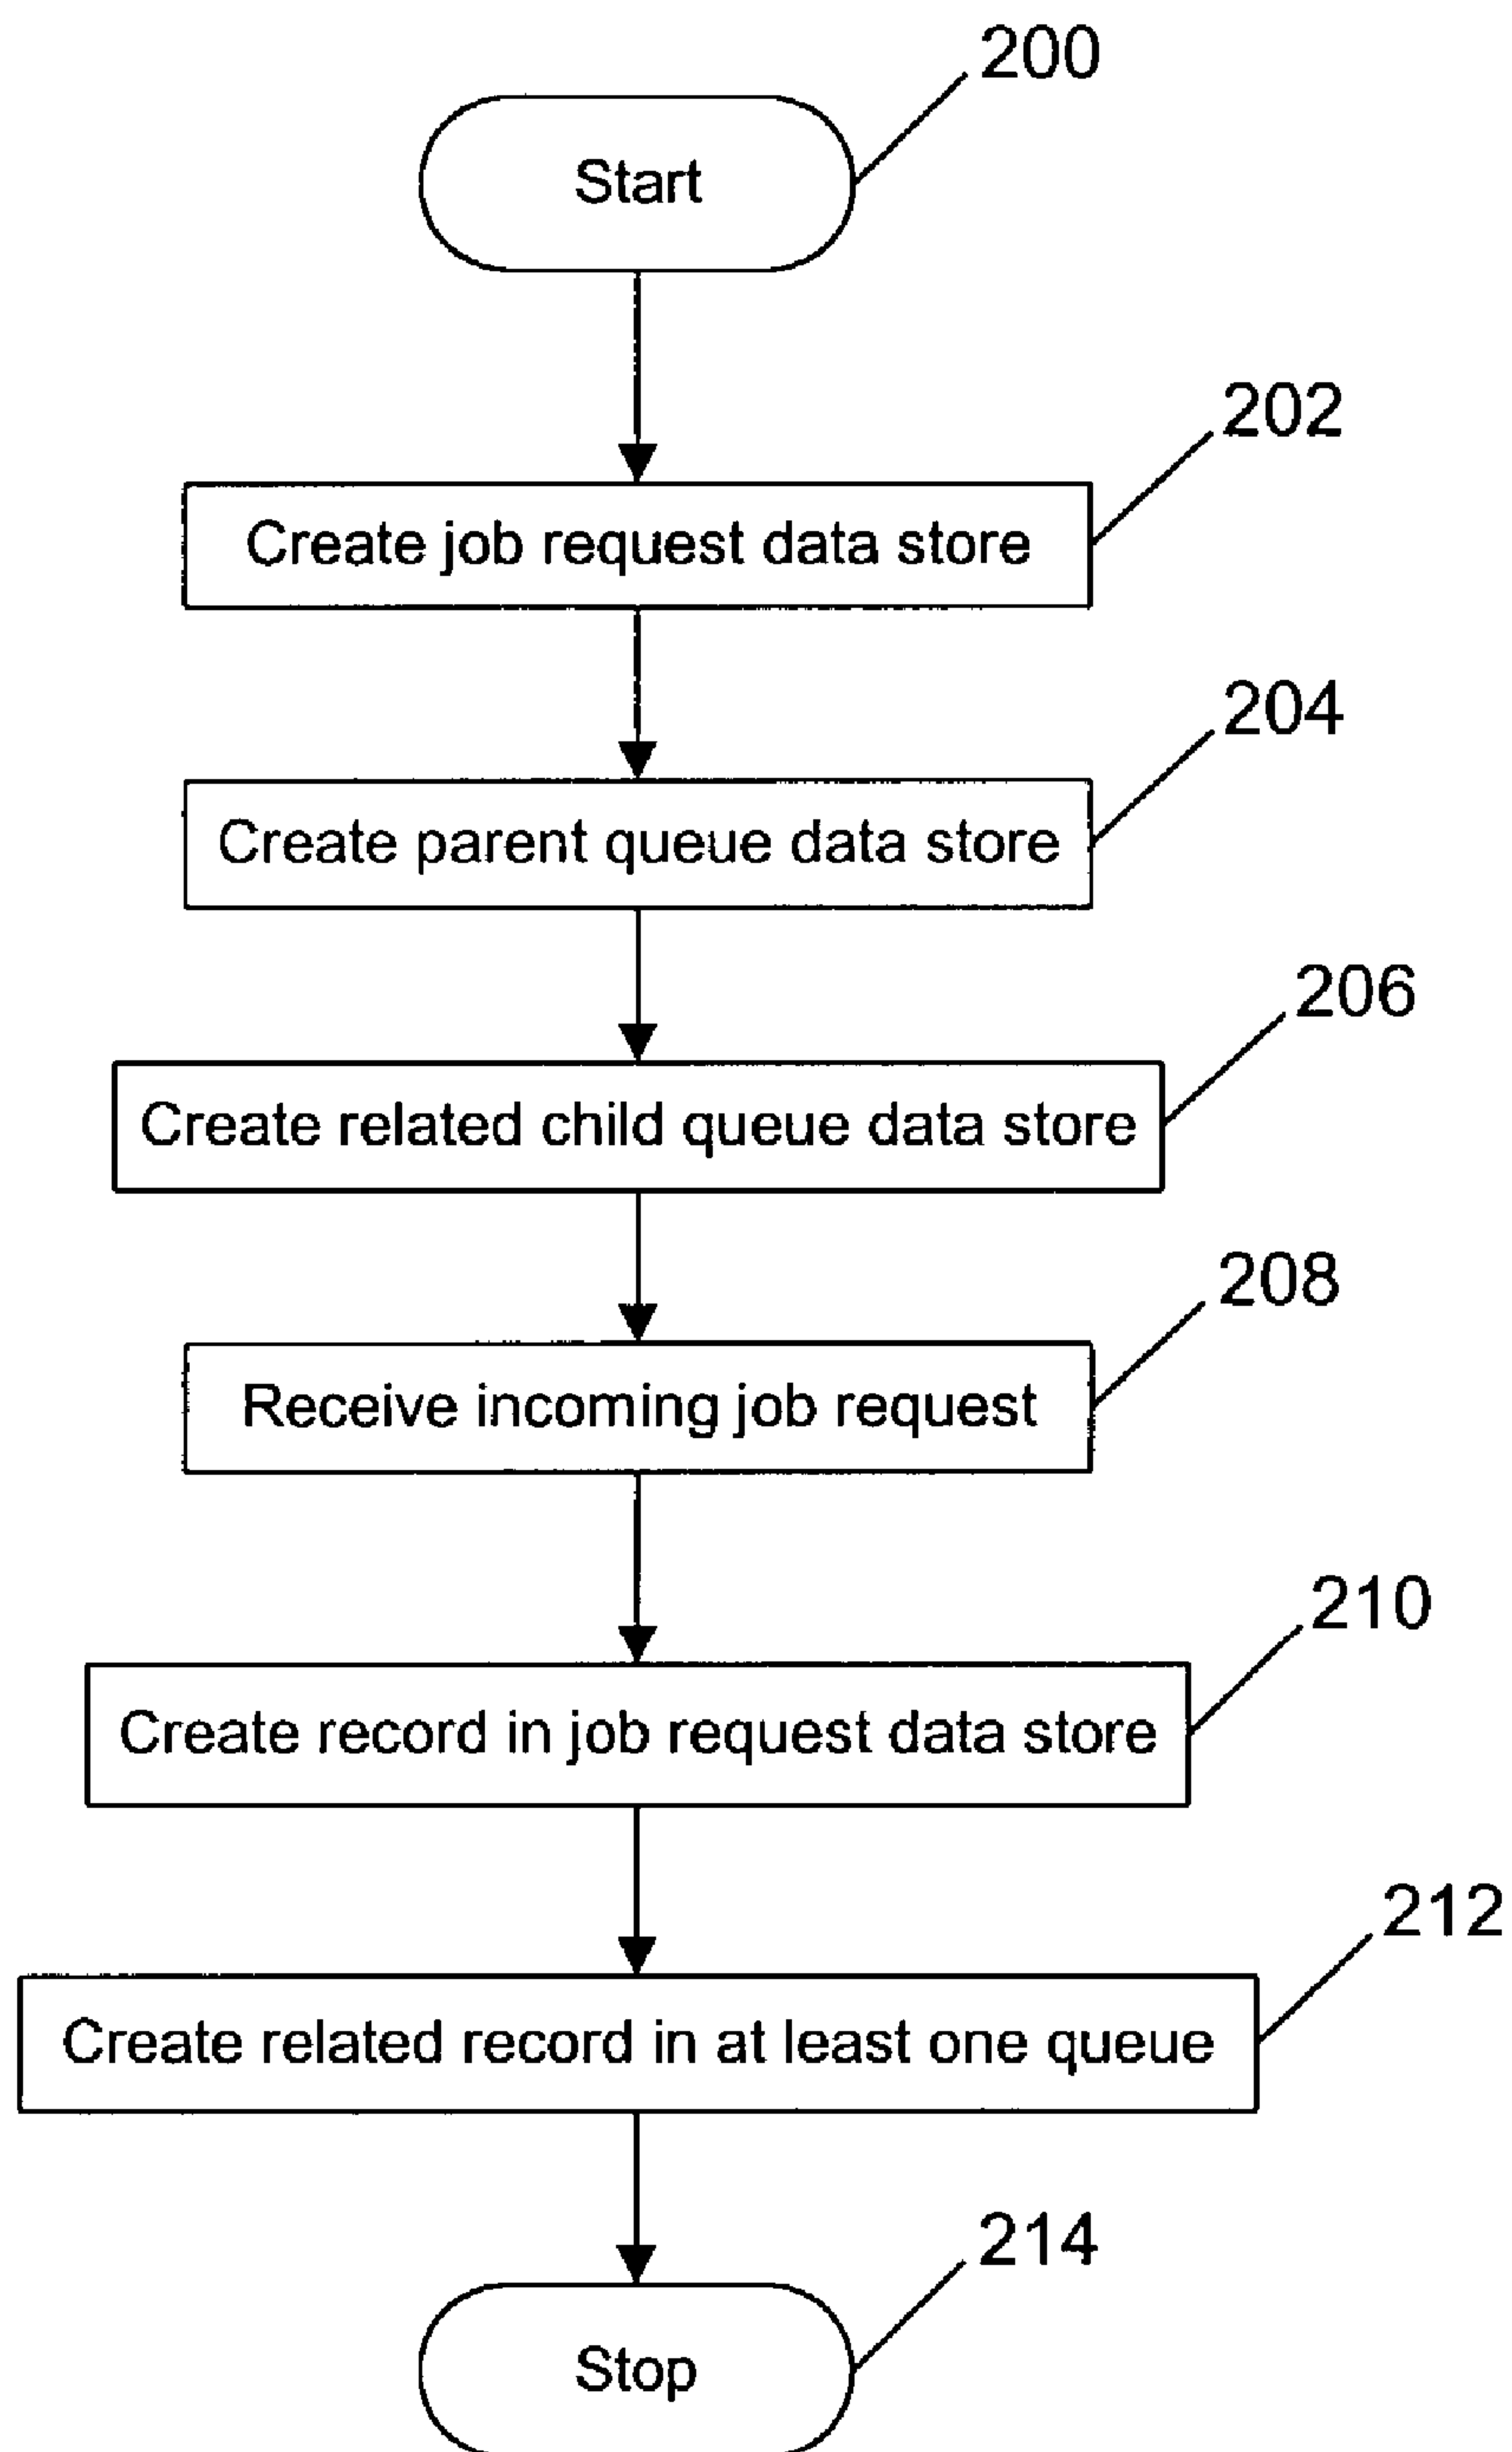 200
Start
202
Create job request data store
204
Create parent queue data store
206
Create related child queue data store
208
Receive incoming job request
210
Create record in job request data store
212
Create related record in at least one queue
214
Stop